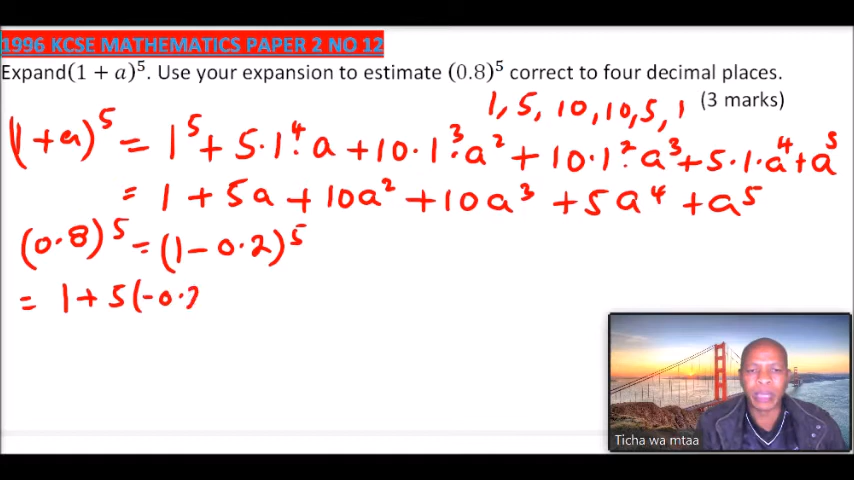 1996 KCSE MATHEMATICS PAPER 2 NO 12
Expand(1 + a)⁵. Use your expansion to estimate (0.8)⁵ correct to four decimal places.
(3 marks)
1, 5, 10, 10, 5, 1
(1+a)⁵ = 1⁵ + 5·1⁴·a + 10·1³·a² + 10·1²·a³ + 5·1·a⁴ + a⁵
= 1 + 5a + 10a² + 10a³ + 5a⁴ + a⁵
(0.8)⁵ = (1 - 0.2)⁵
= 1 + 5(-0.2
Ticha wa mtaa